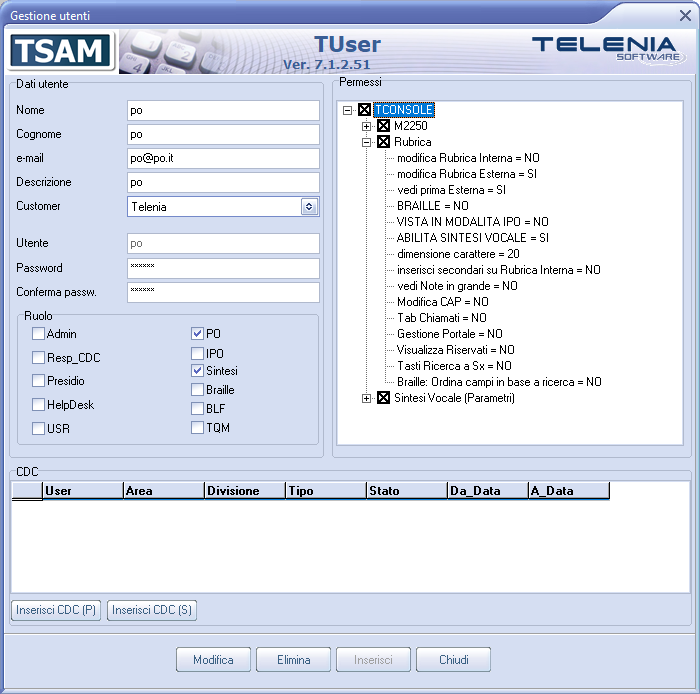 Gestione utenti
TSAM
TUser
Ver. 7.1.2.51
TELENIA
SOFTWARE
Dati utente
Nome po
Cognome po
e-mail po@po.it
Descrizione po
Customer Telenia
Utente po
Password ******
Conferma passw. ******
Ruolo
Admin
Resp_CDC
Presidio
HelpDesk
USR
PO
IPO
Sintesi
Braille
BLF
TQM
Permessi
TCONSOLE
M2250
Rubrica
modifica Rubrica Interna = NO
modifica Rubrica Esterna = SI
vedi prima Esterna = SI
BRAILLE = NO
VISTA IN MODALITA IPO = NO
ABILITA SINTESI VOCALE = SI
dimensione carattere = 20
inserisci secondari su Rubrica Interna = NO
vedi Note in grande = NO
Modifica CAP = NO
Tab Chiamati = NO
Gestione Portale = NO
Visualizza Riservati = NO
Tasti Ricerca a Sx = NO
Braille: Ordina campi in base a ricerca = NO
Sintesi Vocale (Parametri)
CDC
User Area Divisione Tipo Stato Da_Data A_Data
Inserisci CDC (P) Inserisci CDC (S)
Modifica Elimina Inserisci Chiudi